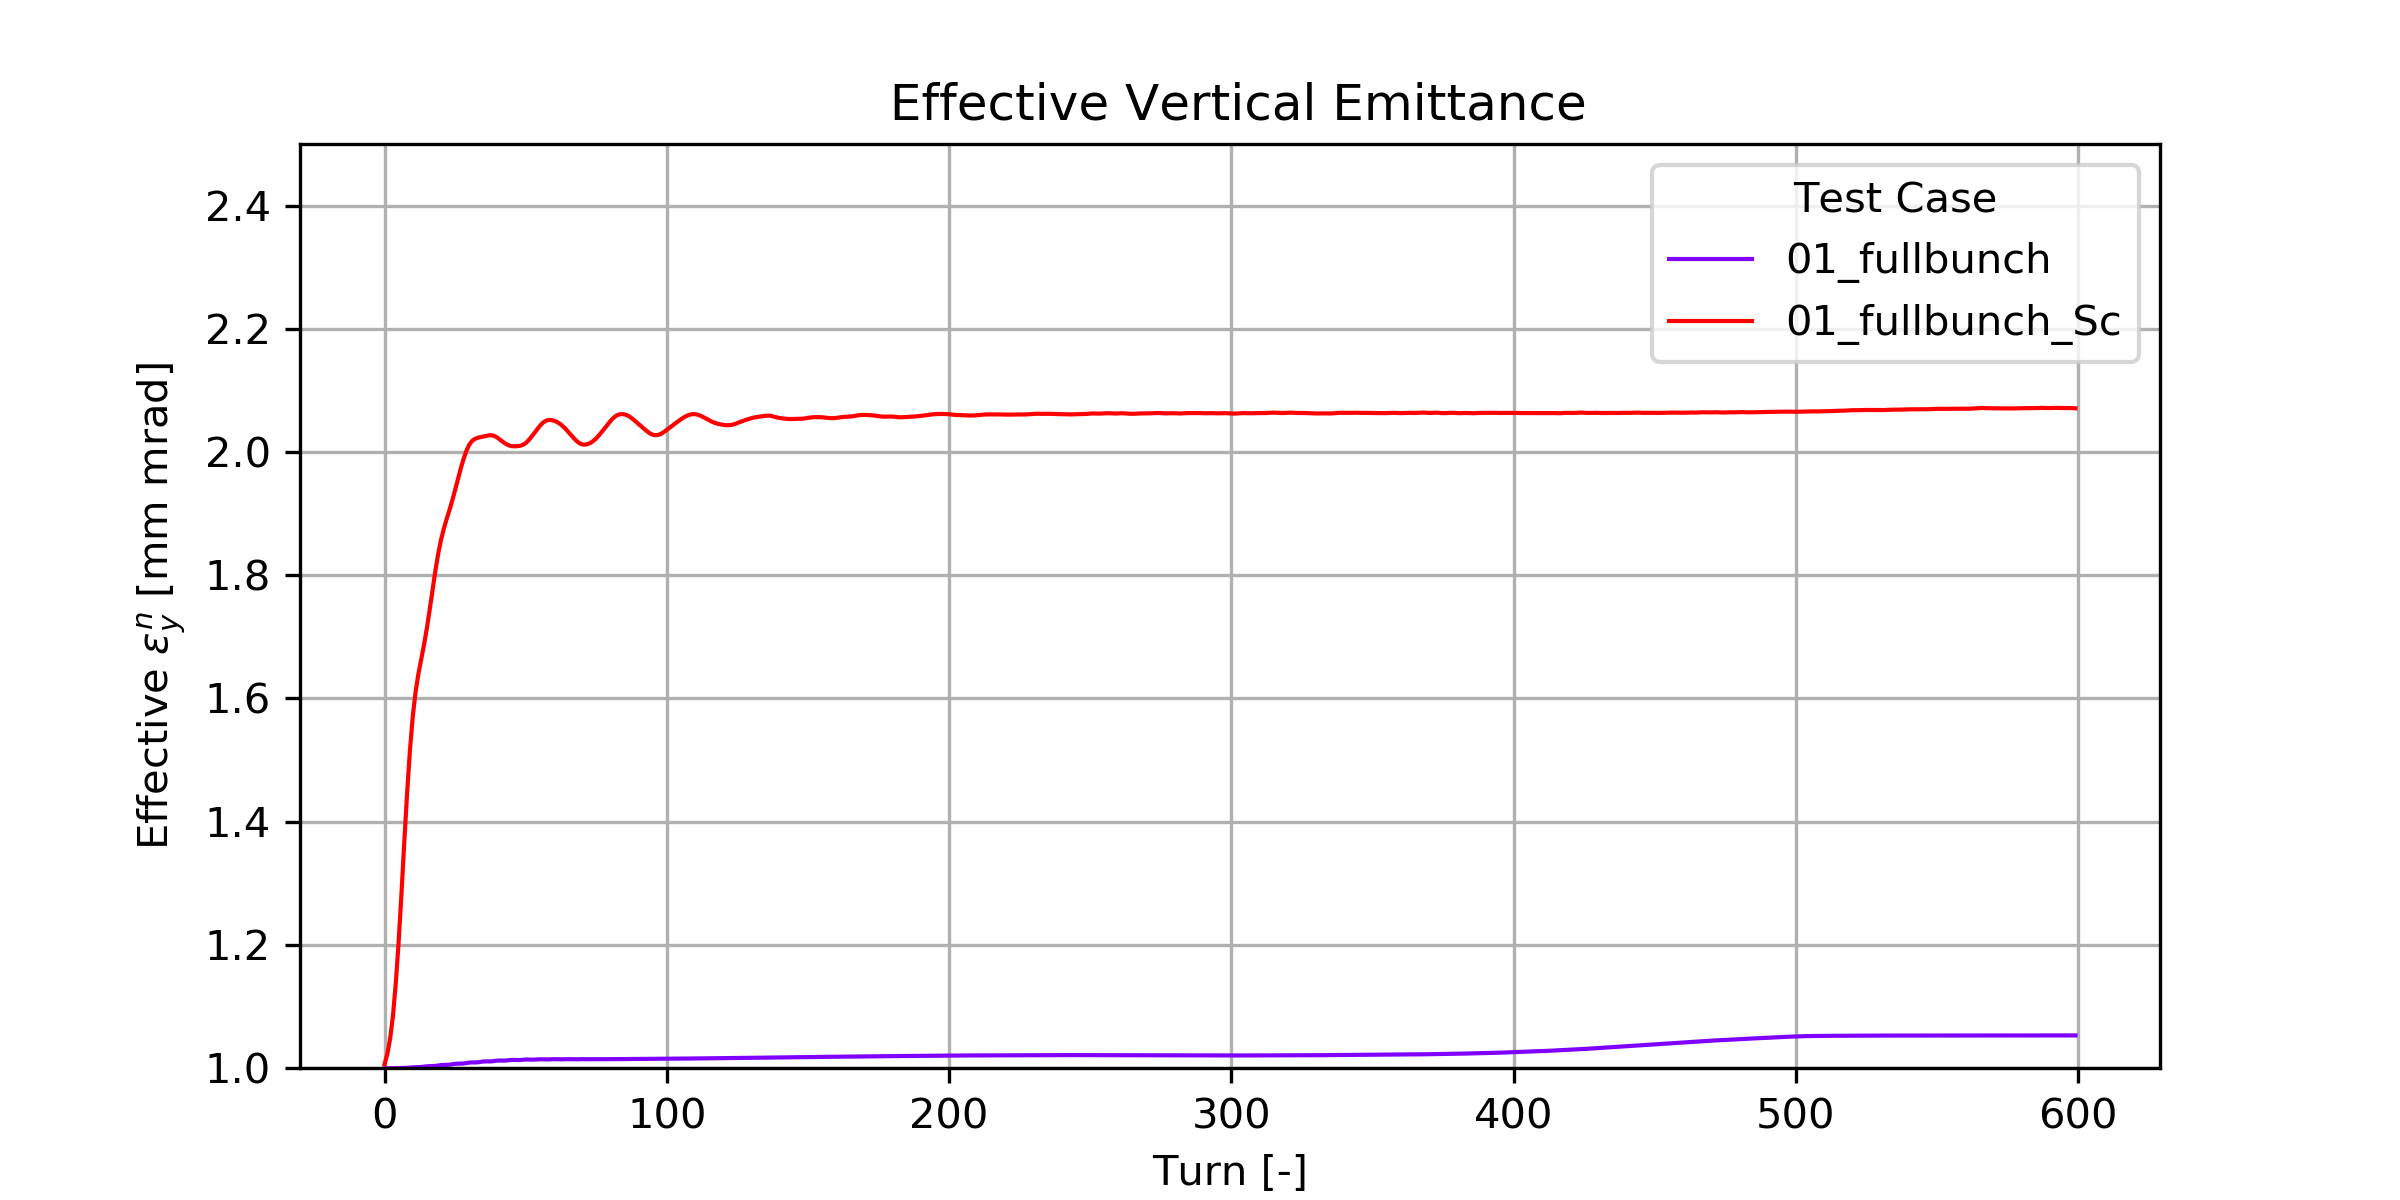 Effective Vertical Emittance
Effective εₙʸ [mm mrad]
2.4
2.2
2.0
1.8
1.6
1.4
1.2
1.0
Test Case
01_fullbunch
01_fullbunch_Sc
0 100 200 300 400 500 600
Turn [-]